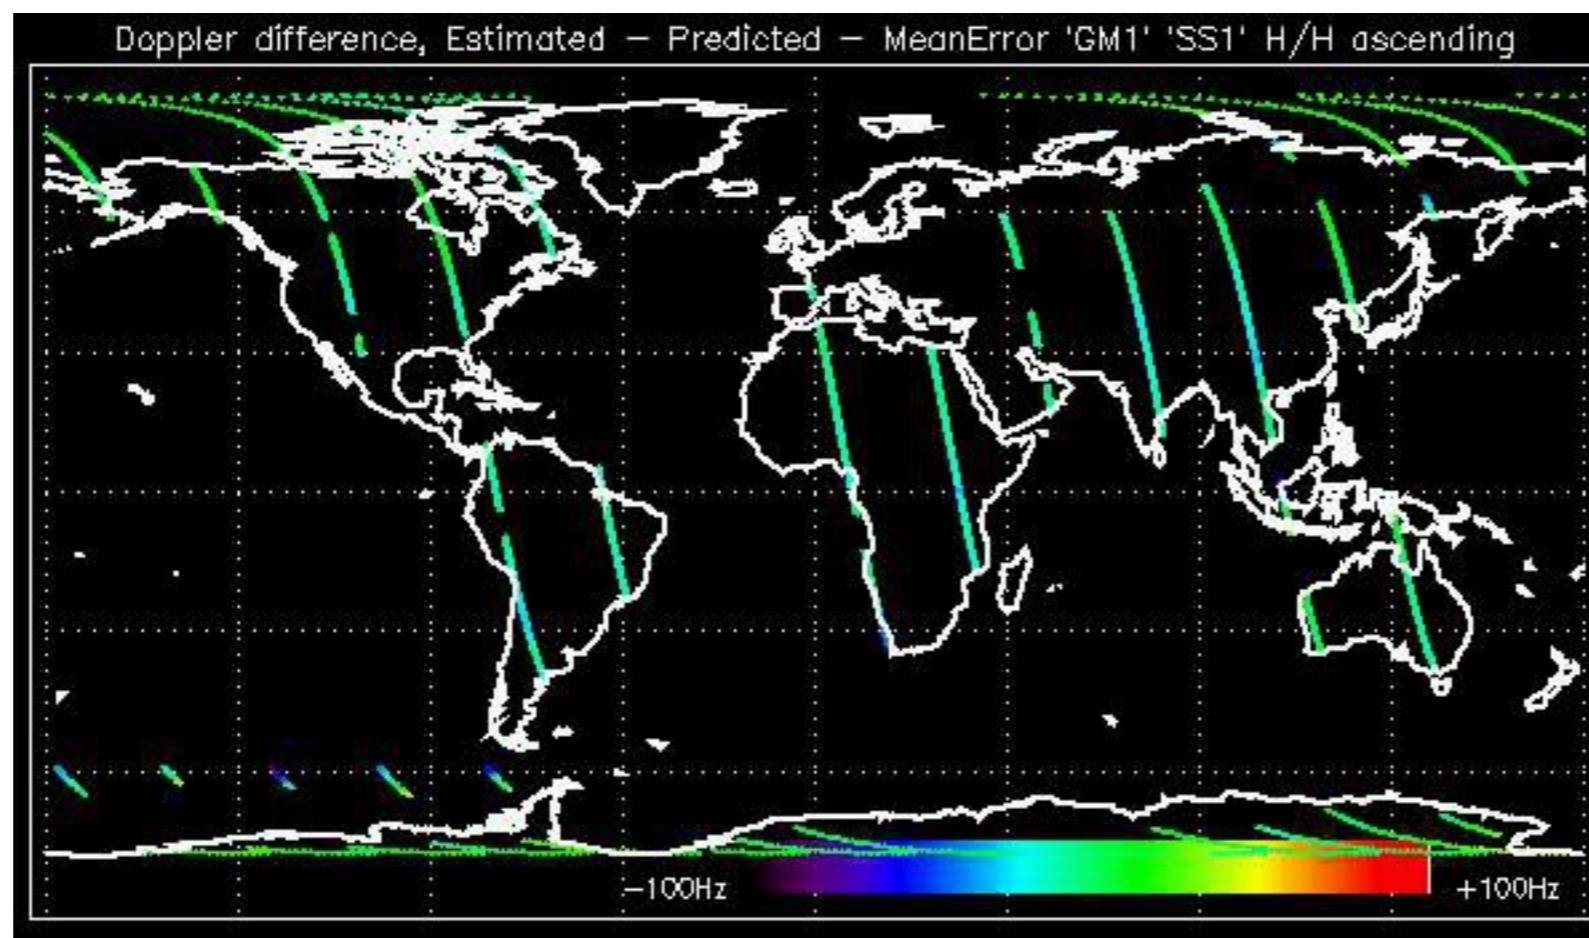 Doppler difference, Estimated – Predicted – MeanError 'GM1' 'SS1' H/H ascending
–100Hz
+100Hz